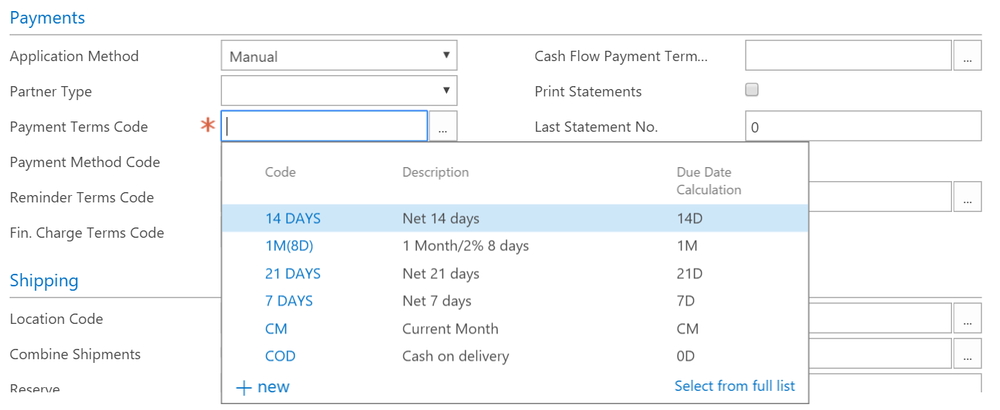 Payments
Application Method Manual Cash Flow Payment Term... ...
Partner Type Print Statements
Payment Terms Code * ... Last Statement No. 0
Payment Method Code
Code Description Due Date
Calculation
Reminder Terms Code ...
14 DAYS Net 14 days 14D
Fin. Charge Terms Code
1M(8D) 1 Month/2% 8 days 1M
21 DAYS Net 21 days 21D
Shipping
7 DAYS Net 7 days 7D
Location Code ...
CM Current Month CM
Combine Shipments ...
COD Cash on delivery 0D
+ new Select from full list
Reserve